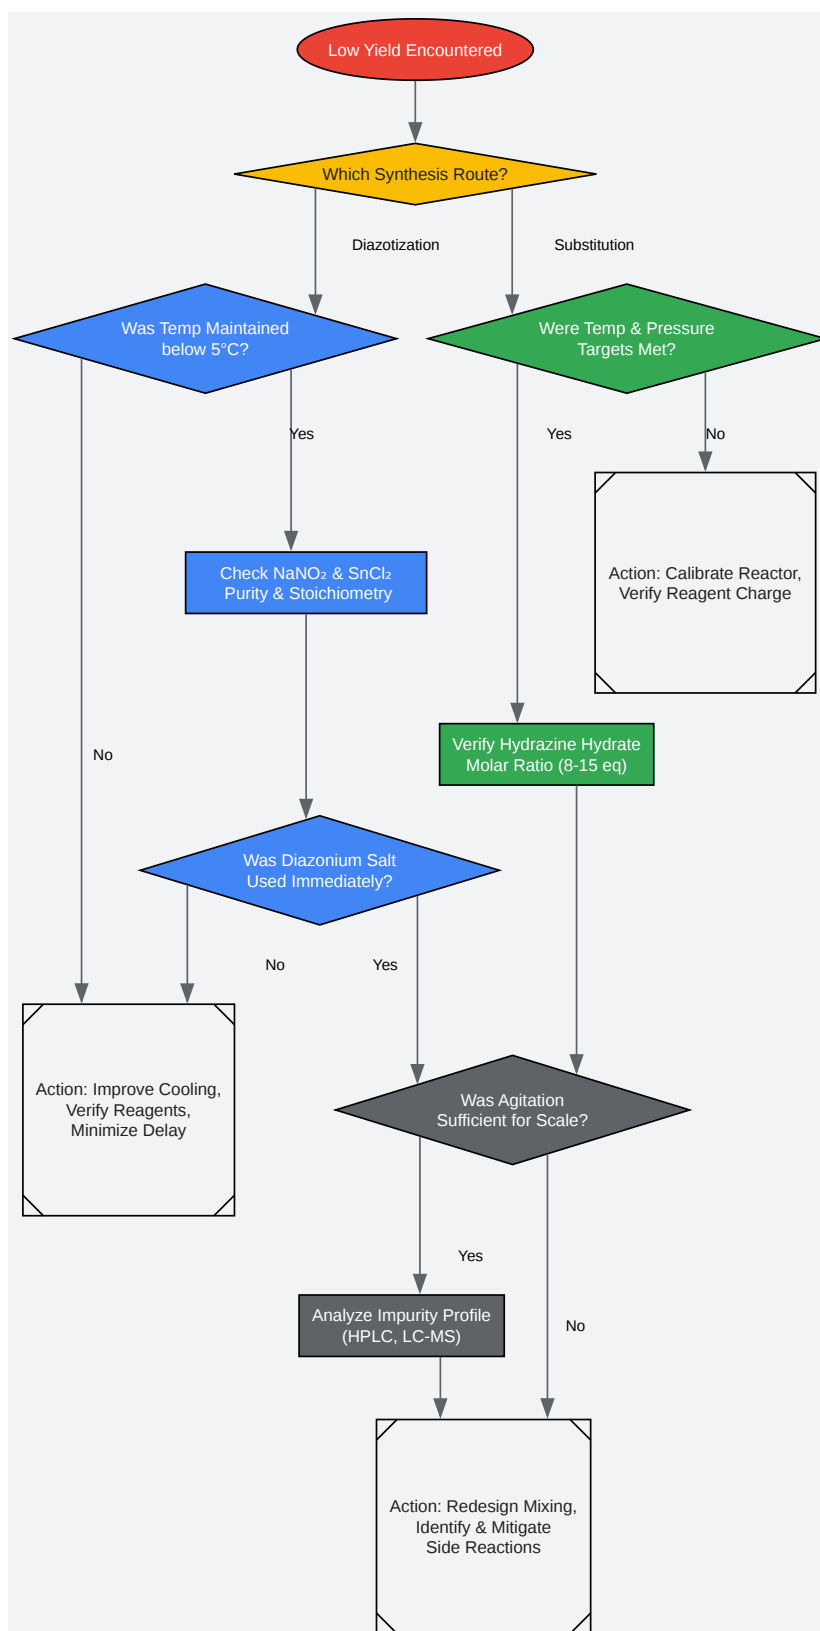 Low Yield Encountered
Which Synthesis Route?
Diazotization
Substitution
Was Temp Maintained
below 5°C?
Were Temp & Pressure
Targets Met?
Yes
Yes
No
Check NaNO₂ & SnCl₂
Purity & Stoichiometry
Action: Calibrate Reactor,
Verify Reagent Charge
No
Verify Hydrazine Hydrate
Molar Ratio (8-15 eq)
Was Diazonium Salt
Used Immediately?
No
Yes
Action: Improve Cooling,
Verify Reagents,
Minimize Delay
Was Agitation
Sufficient for Scale?
Yes
Analyze Impurity Profile
(HPLC, LC-MS)
No
Action: Redesign Mixing,
Identify & Mitigate
Side Reactions